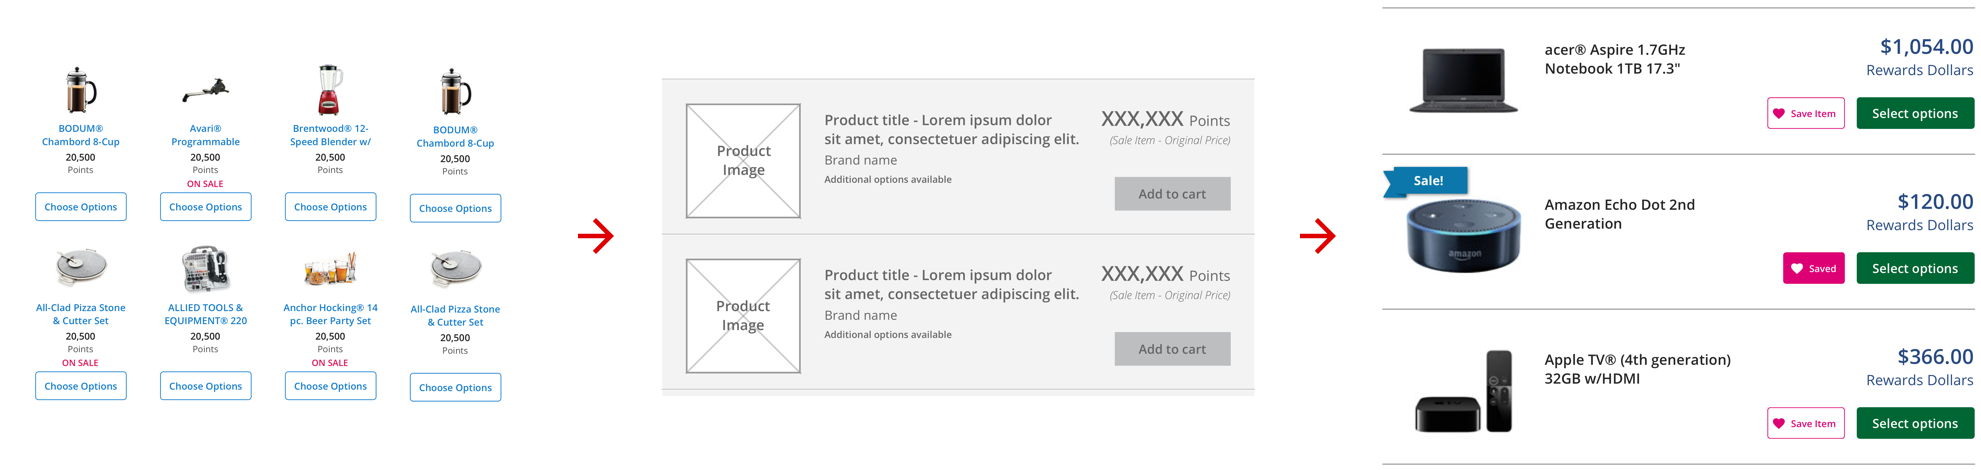 BODUM®
Chambord 8-Cup
20,500
Points
Choose Options
Avari®
Programmable
20,500
Points
ON SALE
Choose Options
Brentwood® 12-
Speed Blender w/
20,500
Points
Choose Options
BODUM®
Chambord 8-Cup
20,500
Points
Choose Options
All-Clad Pizza Stone
& Cutter Set
20,500
Points
ON SALE
Choose Options
ALLIED TOOLS &
EQUIPMENT® 220
20,500
Points
Choose Options
Anchor Hocking® 14
pc. Beer Party Set
20,500
Points
ON SALE
Choose Options
All-Clad Pizza Stone
& Cutter Set
20,500
Points
Choose Options
Product
Image
Product title - Lorem ipsum dolor
sit amet, consectetuer adipiscing elit.
Brand name
Additional options available
XXX,XXX Points
(Sale Item - Original Price)
Add to cart
Product
Image
Product title - Lorem ipsum dolor
sit amet, consectetuer adipiscing elit.
Brand name
Additional options available
XXX,XXX Points
(Sale Item - Original Price)
Add to cart
acer® Aspire 1.7GHz
Notebook 1TB 17.3"
$1,054.00
Rewards Dollars
Save Item
Select options
Sale!
amazon
Amazon Echo Dot 2nd
Generation
$120.00
Rewards Dollars
Saved
Select options
Apple TV® (4th generation)
32GB w/HDMI
$366.00
Rewards Dollars
Save Item
Select options